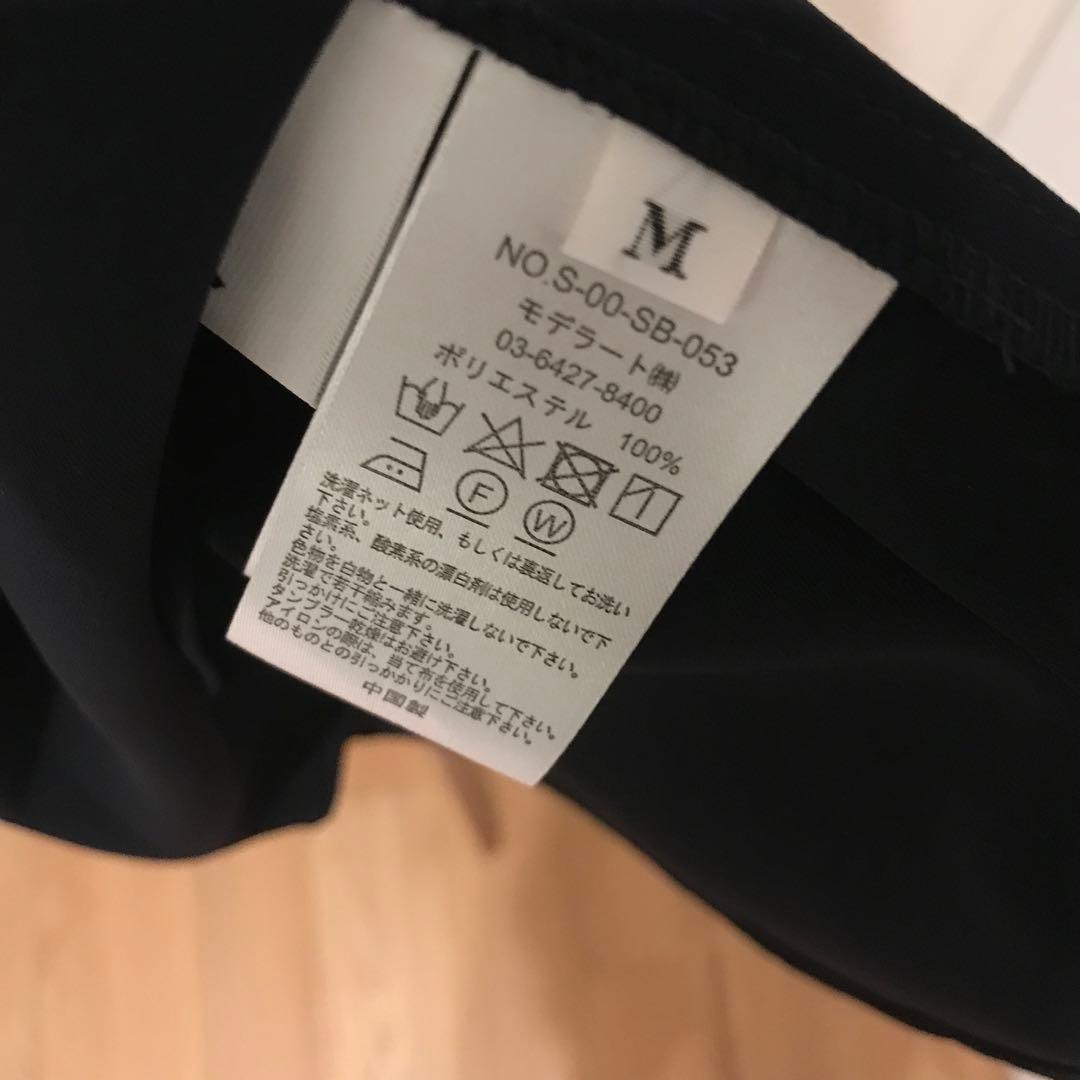 M
NO.S-00-SB-053
モデラート㈱
03-6427-8400
ポリエステル 100%
F
W
洗濯ネット使用、もしくは裏返してお洗い
下さい。
塩素系、酸素系の漂白剤は使用しないで下
さい。
色物を白物と一緒に洗濯しないで下さい。
洗濯で若干縮みます。
引っかけにご注意下さい。
タンブラー乾燥はお避け下さい。
アイロンの際は、当て布を使用して下さい。
他のものとの引っかかりにご注意下さい。
中国製